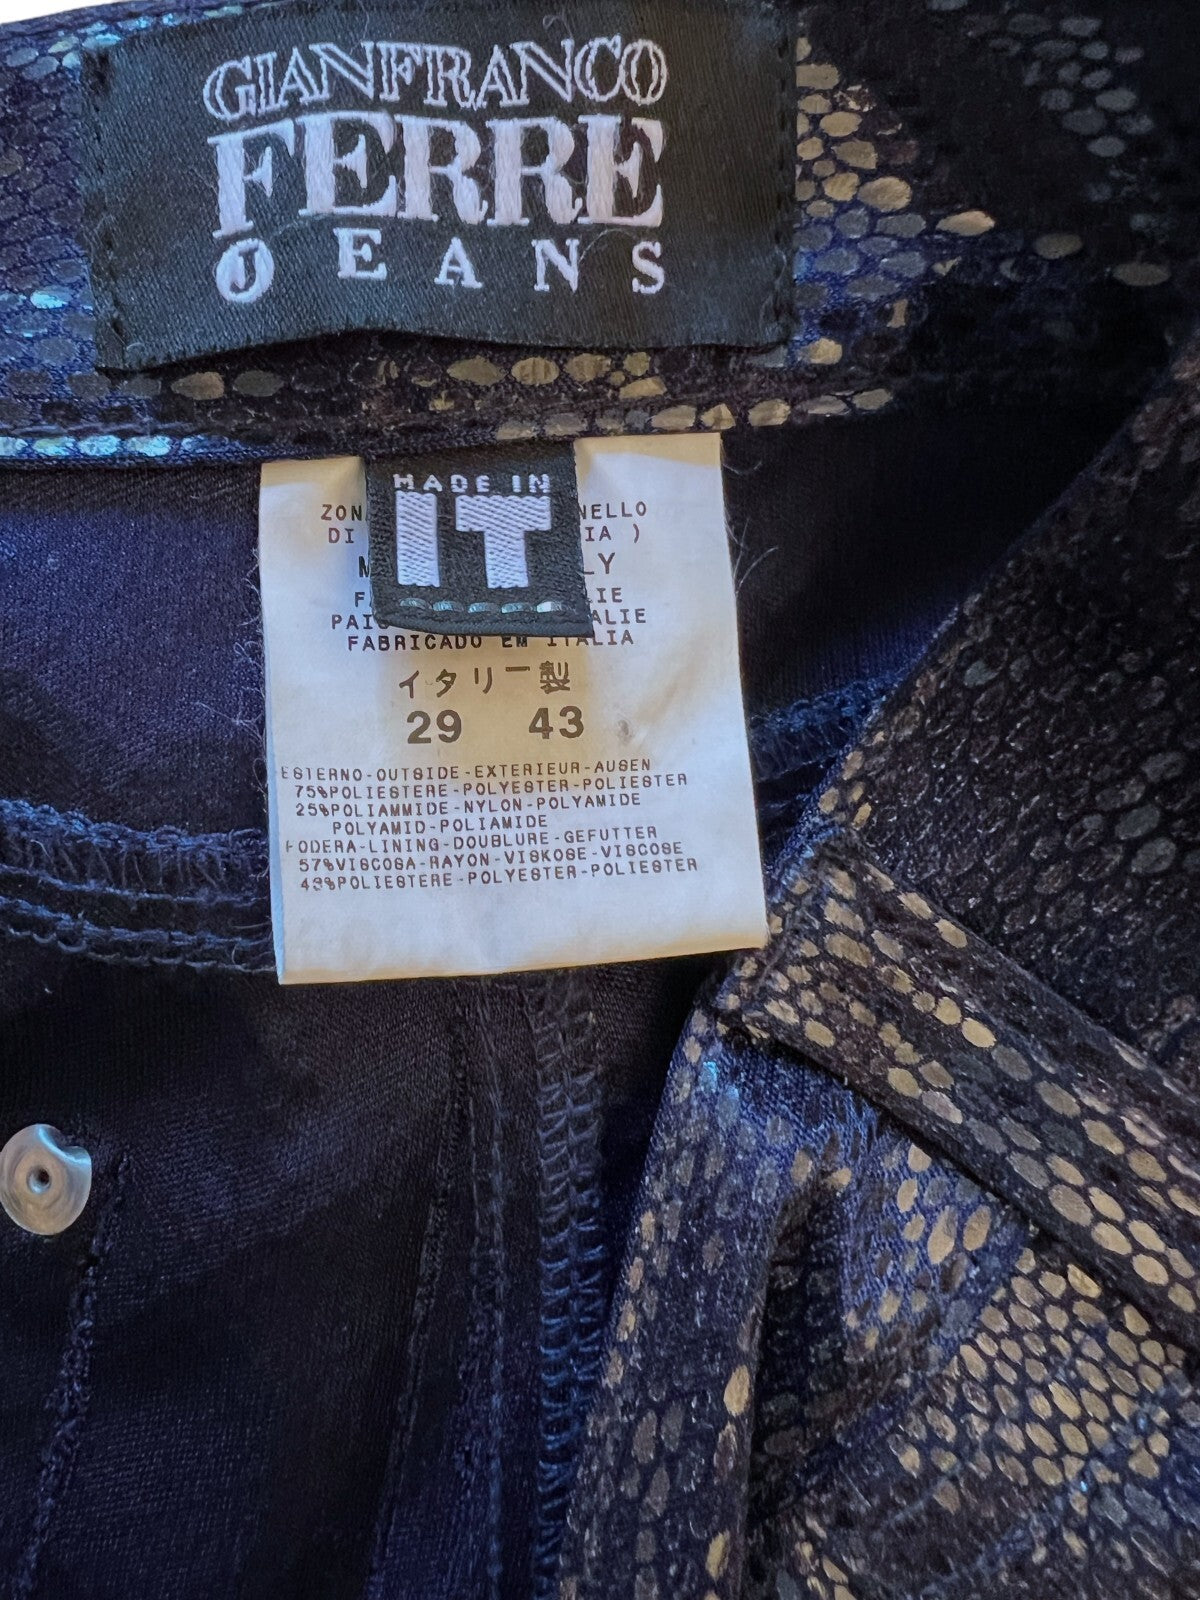 GIANFRANCO
FERRE
JEANS
MADE IN
IT
DI IA )
FABRICADO EM ITALIA
イタリー製
29 43
ESTERNO-OUTSIDE-EXTERIEUR-AUSEN
75%POLIESTERE-POLYESTER-POLIESTER
25%POLIAMMIDE-NYLON-POLYAMIDE
POLYAMID-POLIAMIDE
FODERA-LINING-DOUBLURE-GEFUTTER
57%VISCOSA-RAYON-VISKOSE-VISCOSE
43%POLIESTERE-POLYESTER-POLIESTER